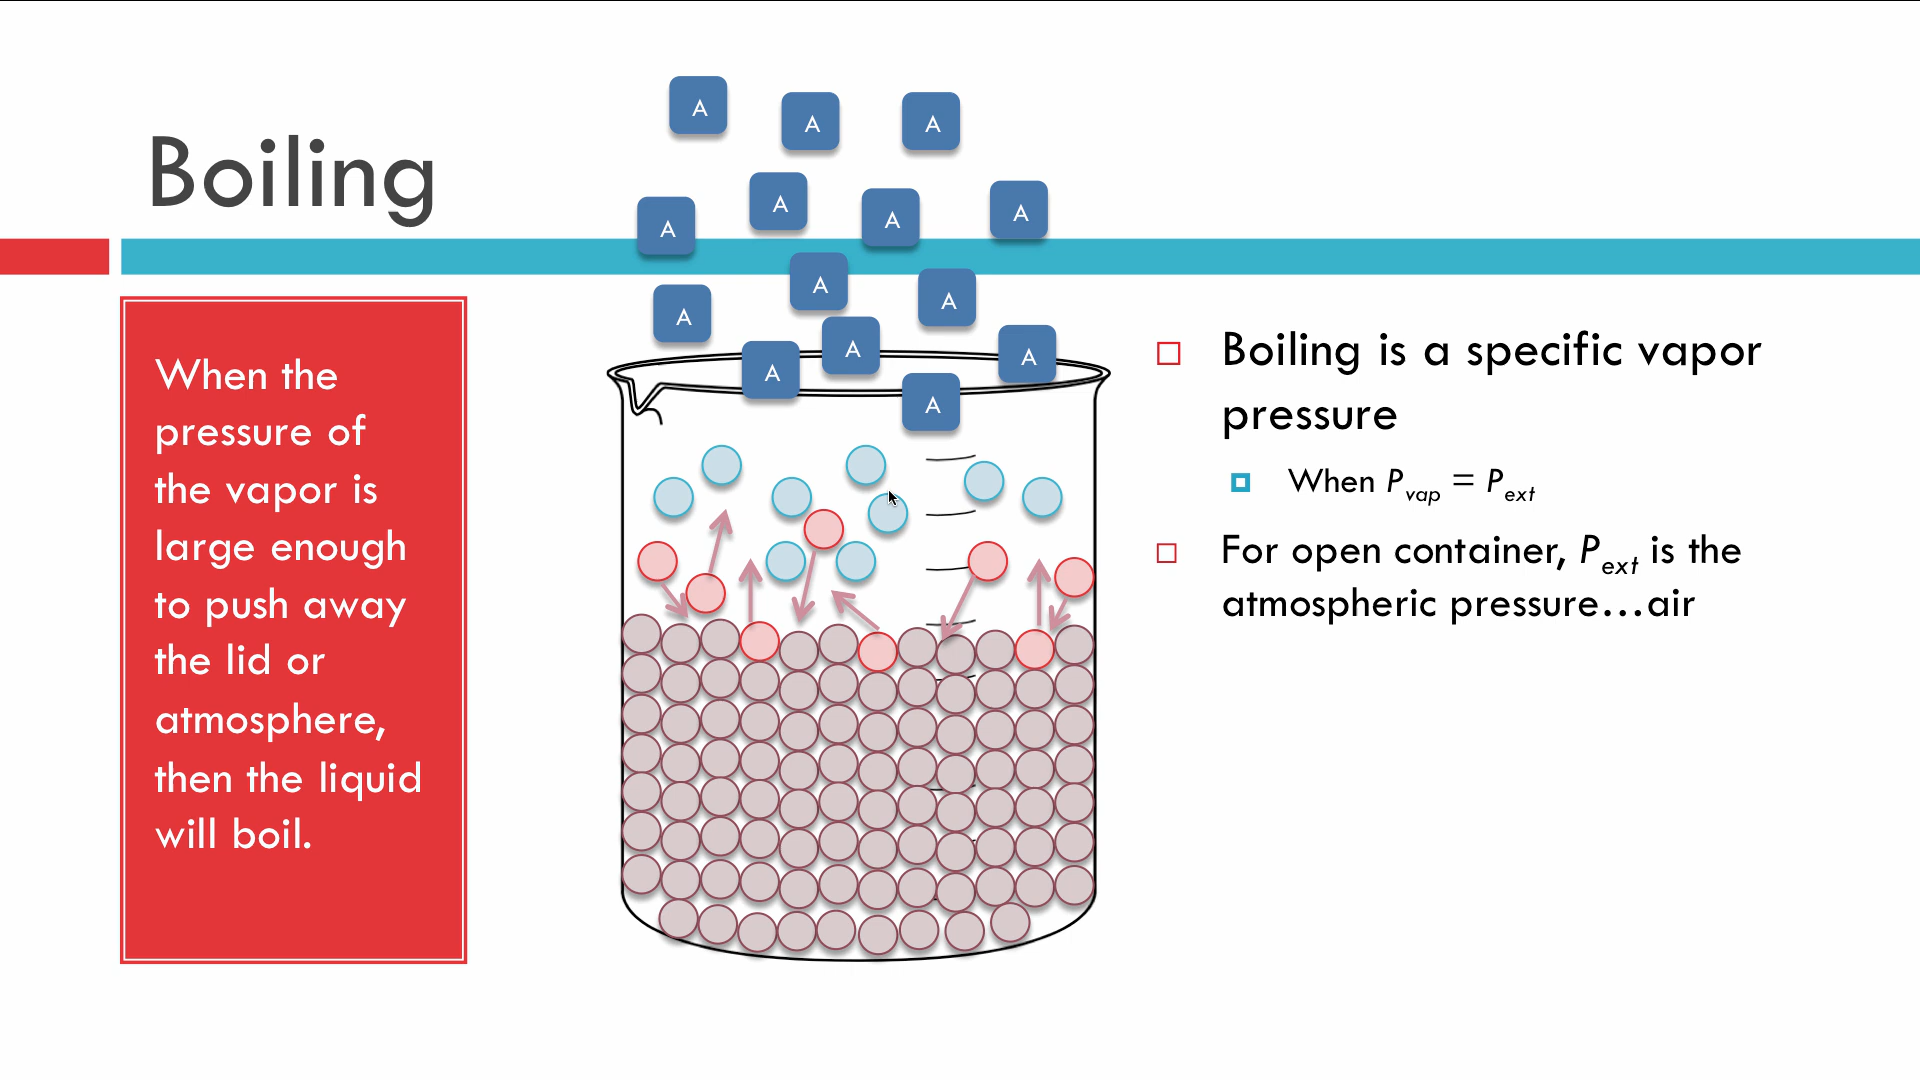 Boiling
When the
pressure of
the vapor is
large enough
to push away
the lid or
atmosphere,
then the liquid
will boil.
A
A
A
A
A
A
A
A
A
A
A
A
A
A
Boiling is a specific vapor
pressure
When Pvap = Pext
For open container, Pext is the
atmospheric pressure…air